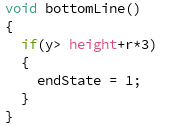 void bottomLine()
{
  if(y> height+r*3)
  {
    endState = 1;
  }
}